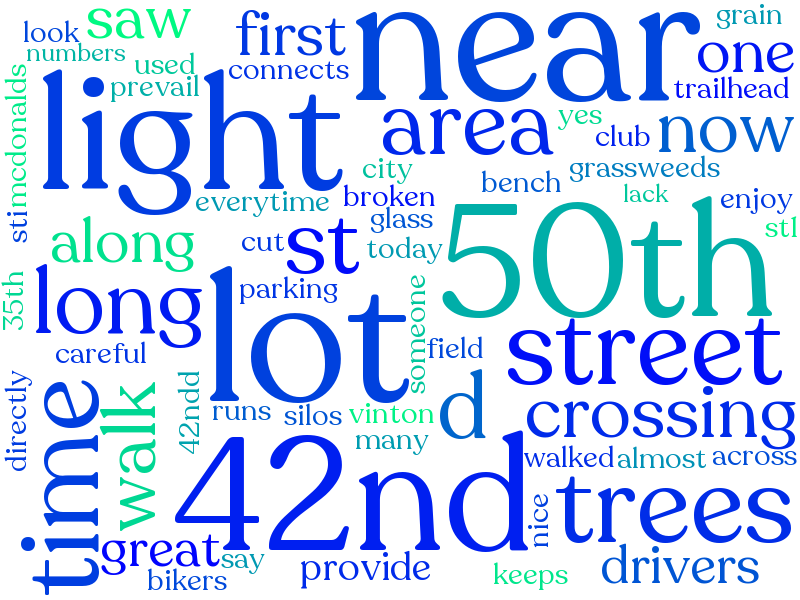 look
saw
first
near
grain
numbers
used
connects
one
prevail
trailhead
mcdonalds
light
area
yes
club
now
city
grassweeds
bench
sti
everytime
broken
lack
enjoy
along
cut
st
glass
today
50th
stl
35th
long
lot
parking
someone
field
street
careful
directly
time
walk
42ndd
runs
silos
vinton
d
crossing
many
42nd
walked
almost
across
great
say
nice
trees
bikers
provide
keeps
drivers